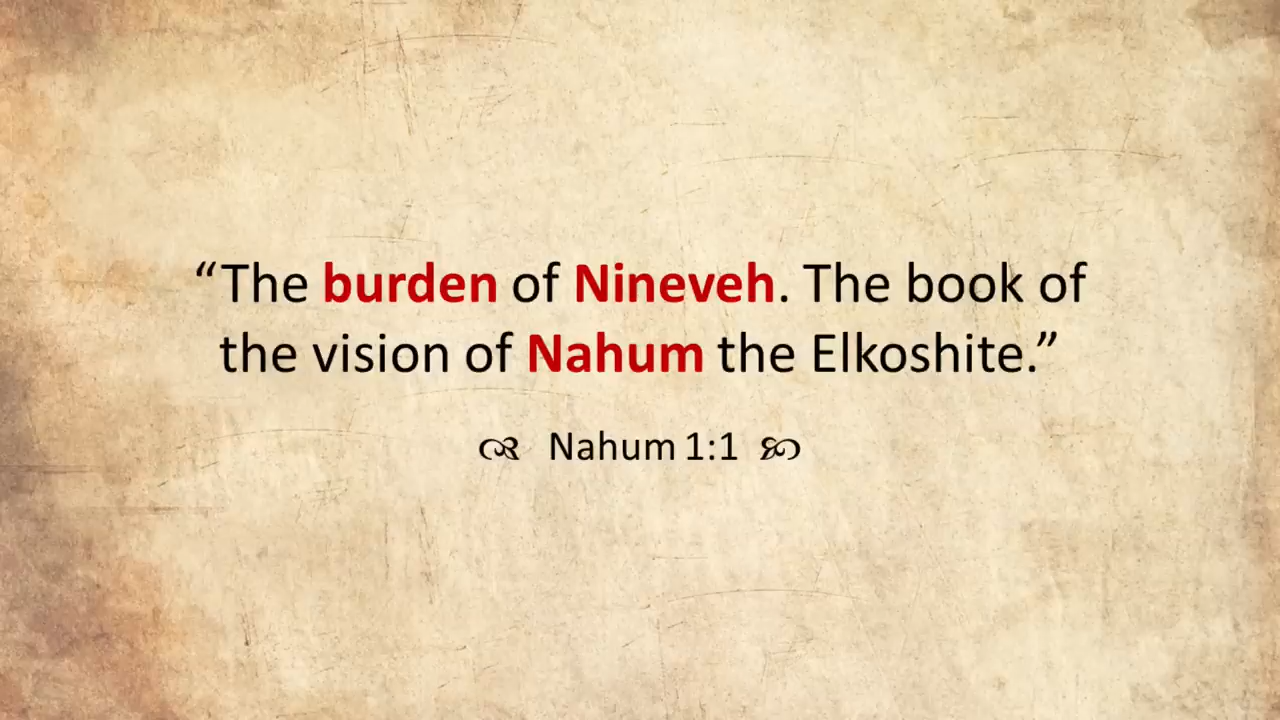 “The burden of Nineveh. The book of
the vision of Nahum the Elkoshite.”
Nahum 1:1